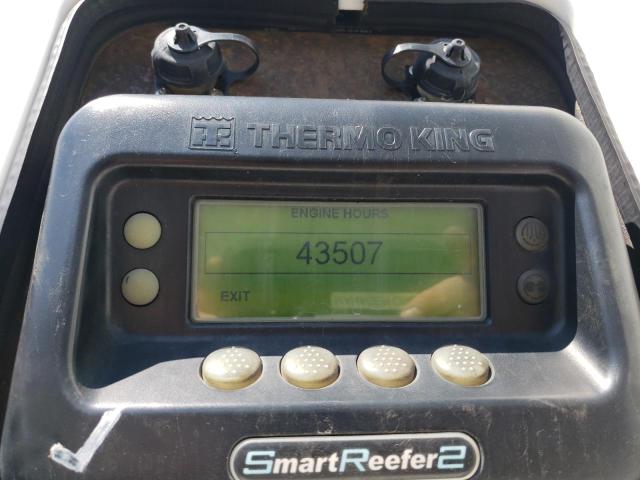 THERMO KING
ENGINE HOURS
43507
EXIT
SmartReefer2